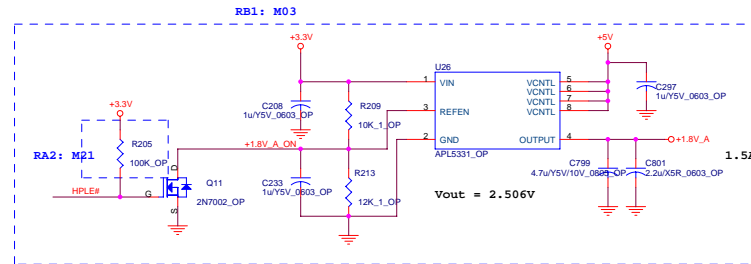 RB1: M03
+3.3V
+5V
U26
1
VIN
VCNTL
5
VCNTL
6
VCNTL
7
VCNTL
8
C297
1u/Y5V_0603_OP
C208
1u/Y5V_0603_OP
R209
10K_1_OP
3
REFEN
+3.3V
2
GND
OUTPUT
4
+1.8V_A
RA2: M21
R205
100K_OP
+1.8V_A_ON
APL5331_OP
C799
4.7u/Y5V/10V_0805_OP
C801
2.2u/X5R_0603_OP
D
HPLE#
G
S
Q11
2N7002_OP
C233
1u/Y5V_0603_OP
R213
12K_1_OP
Vout = 2.506V